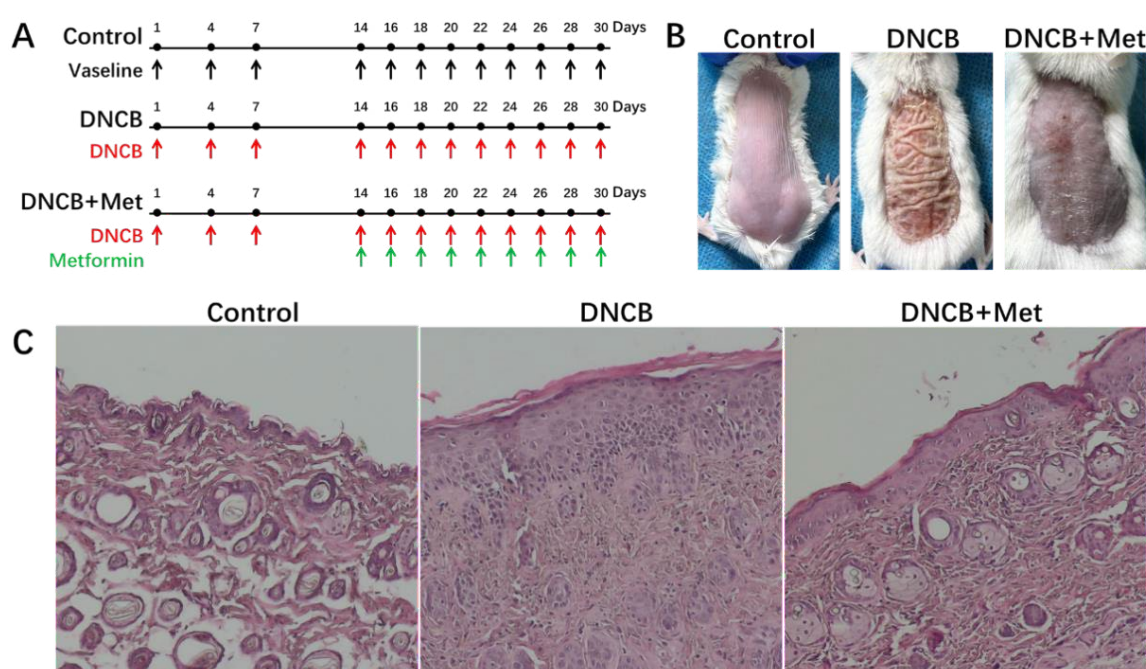 A
Control 1 4 7 14 16 18 20 22 24 26 28 30 Days
Vaseline
DNCB 1 4 7 14 16 18 20 22 24 26 28 30 Days
DNCB
DNCB+Met 1 4 7 14 16 18 20 22 24 26 28 30 Days
DNCB
Metformin
B
Control DNCB DNCB+Met
C
Control DNCB DNCB+Met